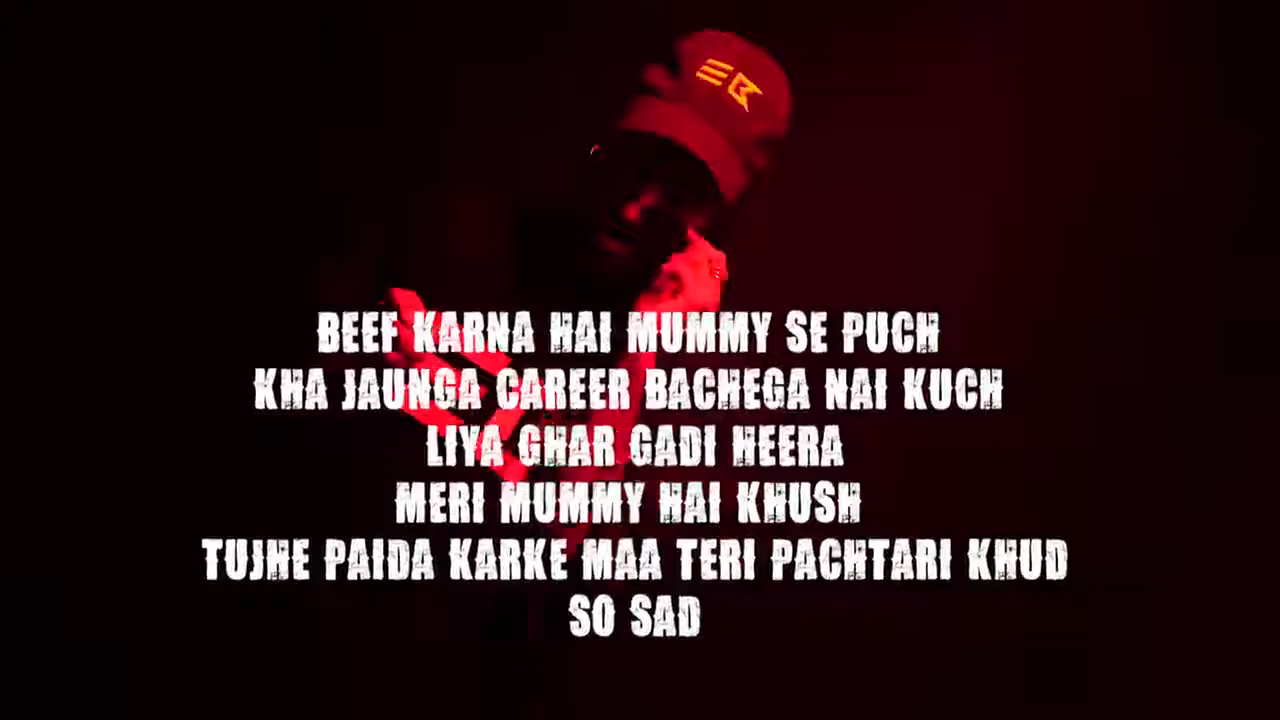 BEEF KARNA HAI MUMMY SE PUCH
KHA JAUNGA CAREER BACHEGA NAI KUCH
LIYA GHAR GADI HEERA
MERI MUMMY HAI KHUSH
TUJHE PAIDA KARKE MAA TERI PACHTARI KHUD
SO SAD